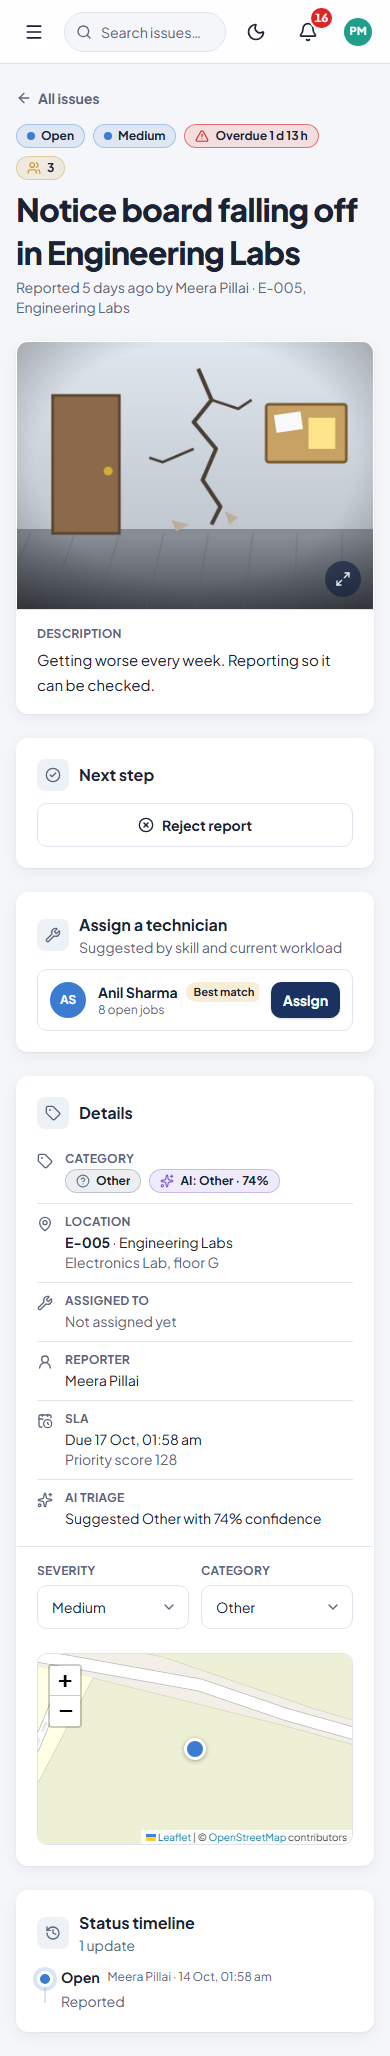 Search issues...
16
PM
All issues
Open
Medium
Overdue 1 d 13 h
3
Notice board falling off
in Engineering Labs
Reported 5 days ago by Meera Pillai · E-005,
Engineering Labs
DESCRIPTION
Getting worse every week. Reporting so it
can be checked.
Next step
Reject report
Assign a technician
Suggested by skill and current workload
AS
Anil Sharma
Best match
8 open jobs
Assign
Details
CATEGORY
Other
AI: Other · 74%
LOCATION
E-005 · Engineering Labs
Electronics Lab, floor G
ASSIGNED TO
Not assigned yet
REPORTER
Meera Pillai
SLA
Due 17 Oct, 01:58 am
Priority score 128
AI TRIAGE
Suggested Other with 74% confidence
SEVERITY
CATEGORY
Medium
Other
+
−
Leaflet | © OpenStreetMap contributors
Status timeline
1 update
Open Meera Pillai · 14 Oct, 01:58 am
Reported